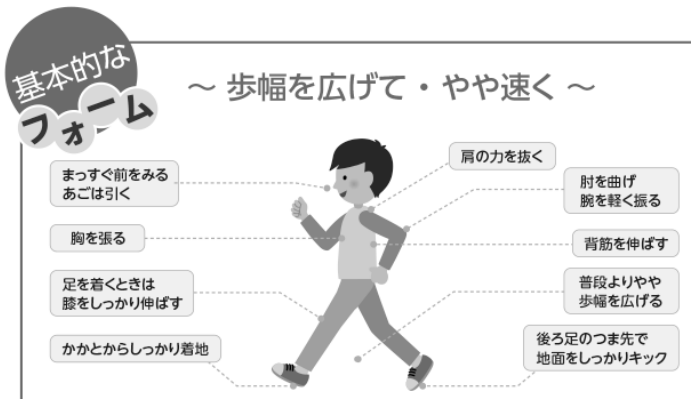 基本的な
フォーム
～ 歩幅を広げて・やや速く ～
まっすぐ前をみる
あごは引く
胸を張る
足を着くときは
膝をしっかり伸ばす
かかとからしっかり着地
肩の力を抜く
肘を曲げ
腕を軽く振る
背筋を伸ばす
普段よりやや
歩幅を広げる
後ろ足のつま先で
地面をしっかりキック